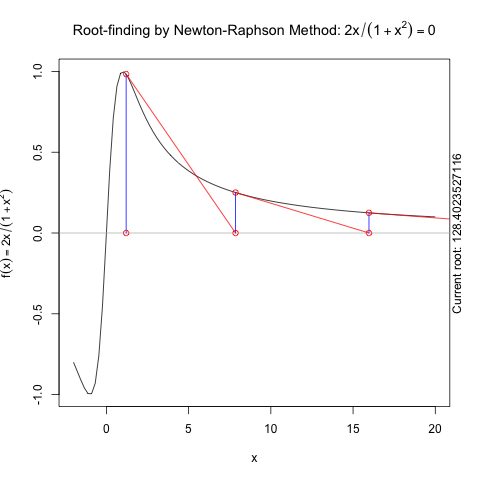 Root-finding by Newton-Raphson Method: 2x/(1 + x²) = 0
f(x) = 2x/(1 + x²)
1.0
0.5
0.0
-0.5
-1.0
Current root: 128.4023527116
0 5 10 15 20
x